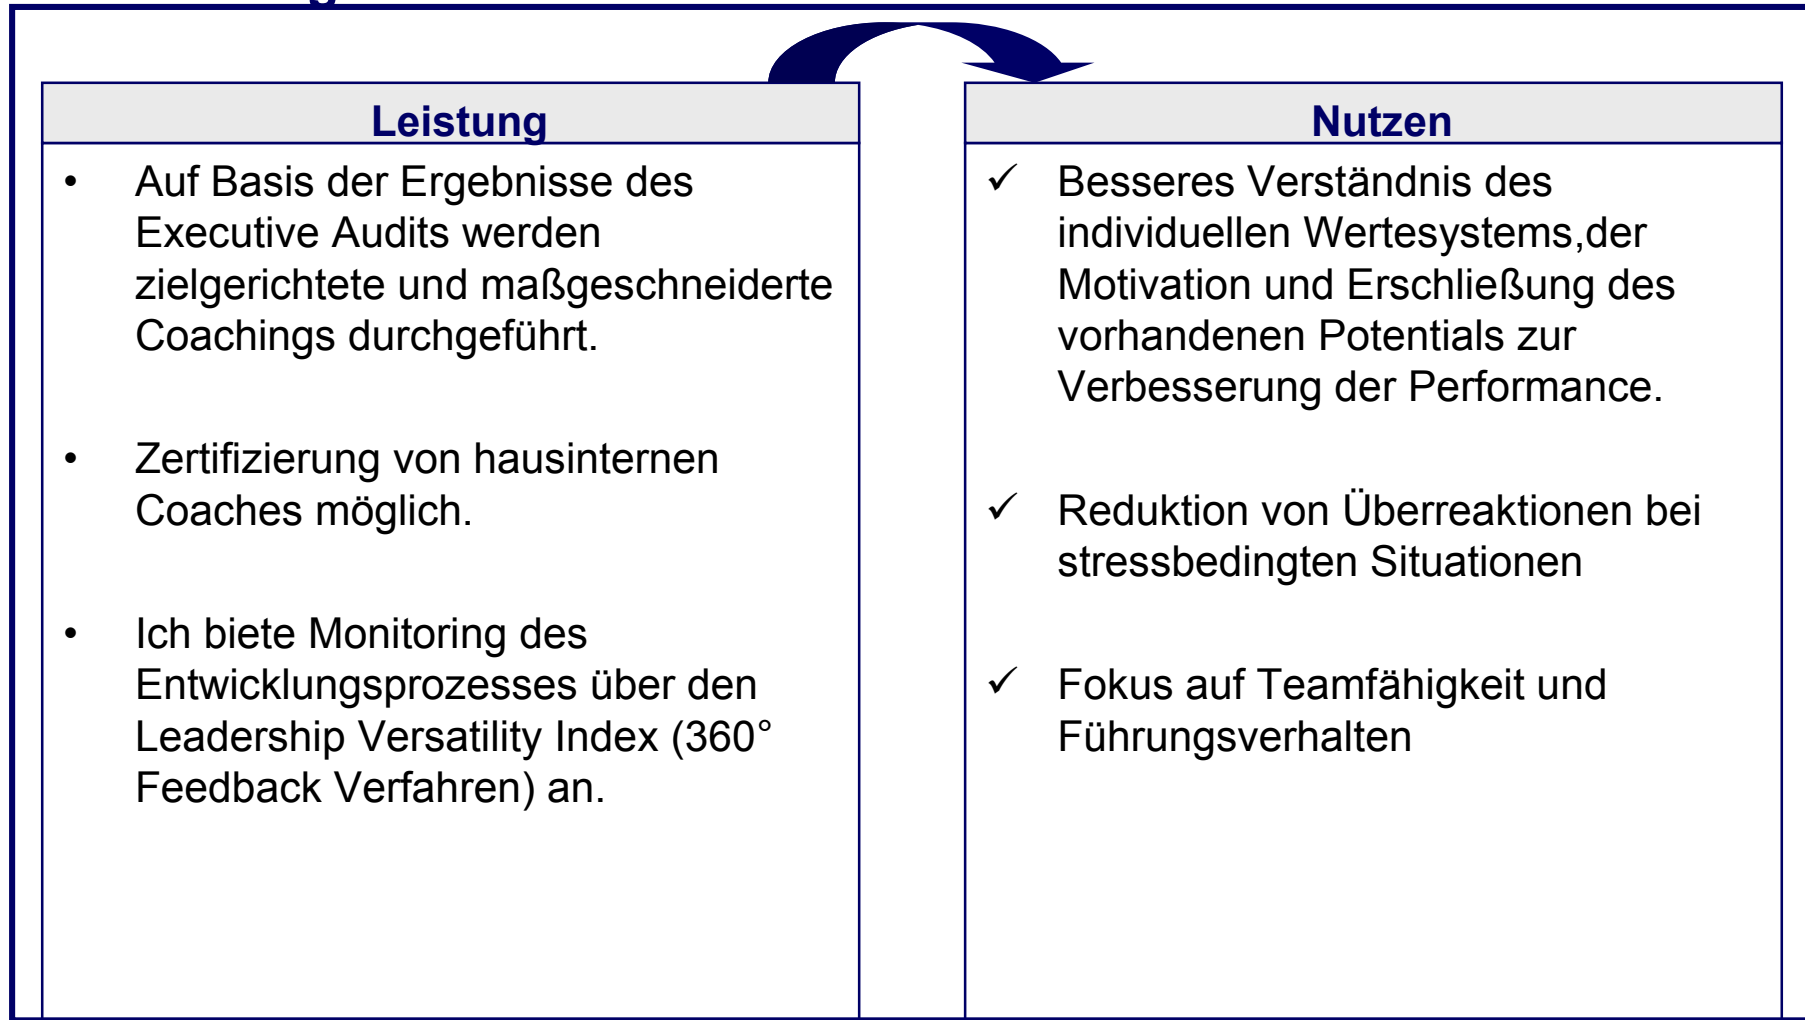 Leistung
• Auf Basis der Ergebnisse des
Executive Audits werden
zielgerichtete und maßgeschneiderte
Coachings durchgeführt.
• Zertifizierung von hausinternen
Coaches möglich.
• Ich biete Monitoring des
Entwicklungsprozesses über den
Leadership Versatility Index (360°
Feedback Verfahren) an.
Nutzen
✓ Besseres Verständnis des
individuellen Wertesystems,der
Motivation und Erschließung des
vorhandenen Potentials zur
Verbesserung der Performance.
✓ Reduktion von Überreaktionen bei
stressbedingten Situationen
✓ Fokus auf Teamfähigkeit und
Führungsverhalten